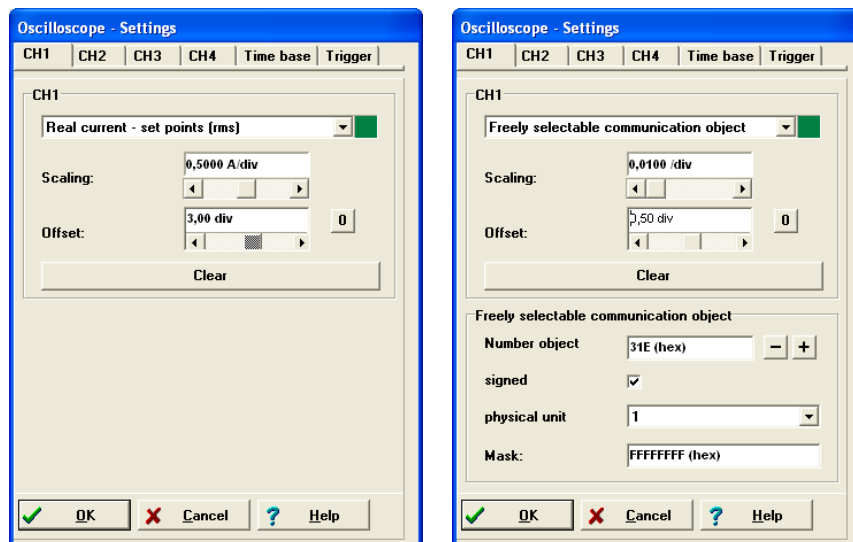 Oscilloscope - Settings
CH1 CH2 CH3 CH4 Time base Trigger
CH1
Real current - set points (rms)
Scaling:
0,5000 A/div
Offset:
3,00 div
0
Clear
OK Cancel Help
Oscilloscope - Settings
CH1 CH2 CH3 CH4 Time base Trigger
CH1
Freely selectable communication object
Scaling:
0,0100 /div
Offset:
,50 div
0
Clear
Freely selectable communication object
Number object
31E (hex)
− +
signed
physical unit
1
Mask:
FFFFFFFF (hex)
OK Cancel Help